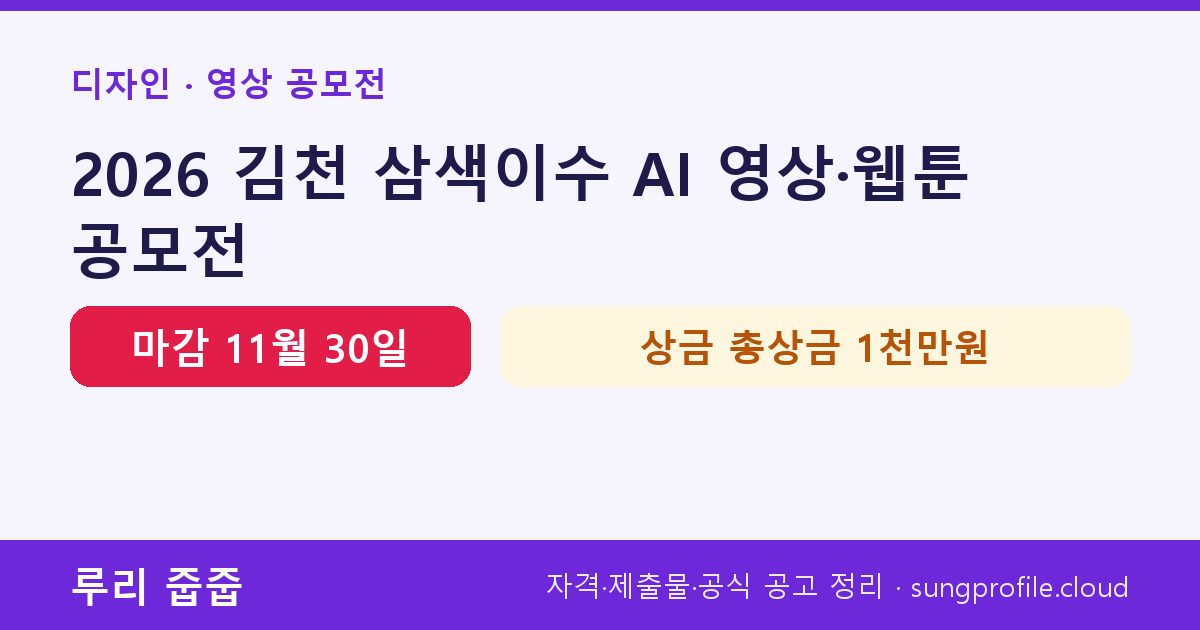 디자인 · 영상 공모전
2026 김천 삼색이수 AI 영상·웹툰
공모전
마감 11월 30일
상금 총상금 1천만원
루리 줍줍
자격·제출물·공식 공고 정리 · sungprofile.cloud